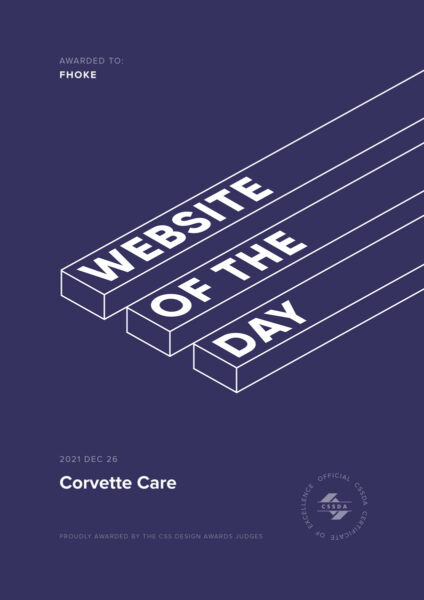 AWARDED TO:
FHOKE
WEBSITE
OF THE
DAY
2021 DEC 26
Corvette Care
PROUDLY AWARDED BY THE CSS DESIGN AWARDS JUDGES
OFFICIAL CSSDA CERTIFICATE OF EXCELLENCE
CSSDA